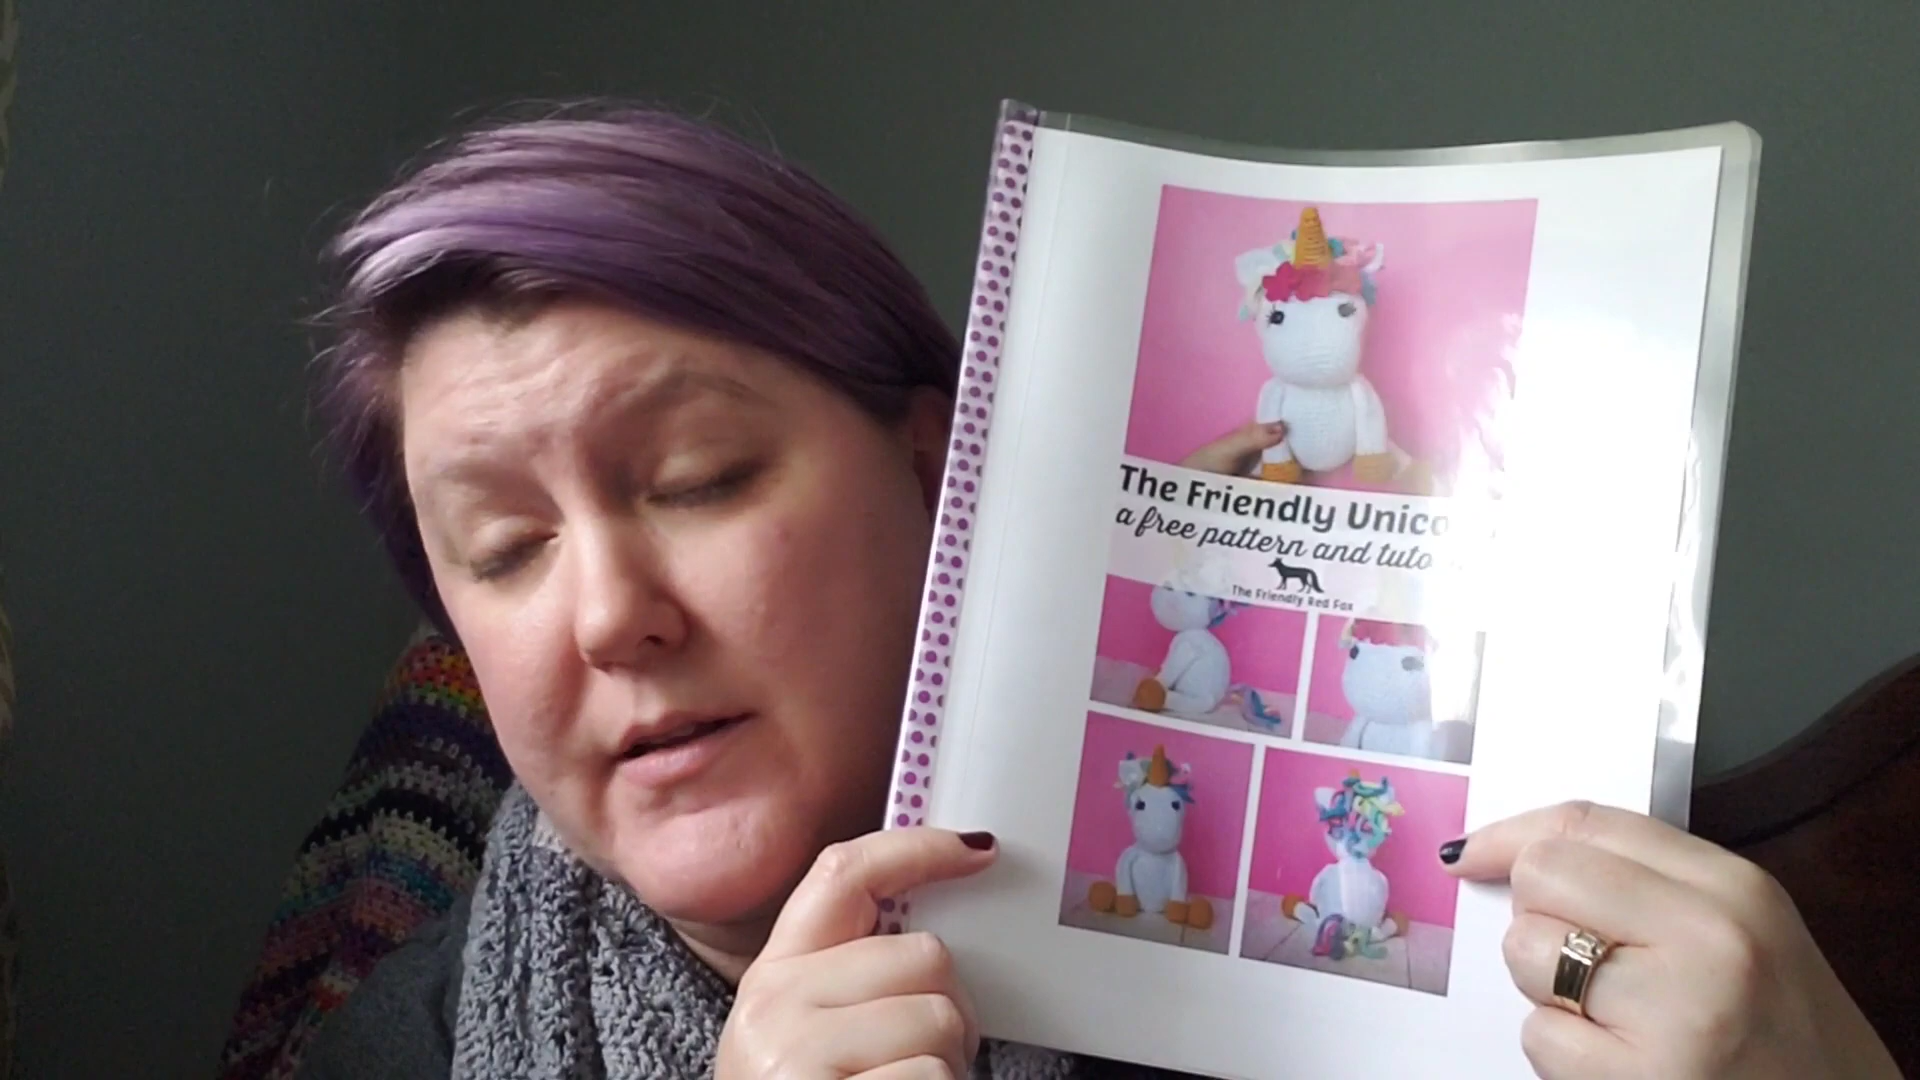 The Friendly Unico
a free pattern and tuto
The Friendly Red Fox